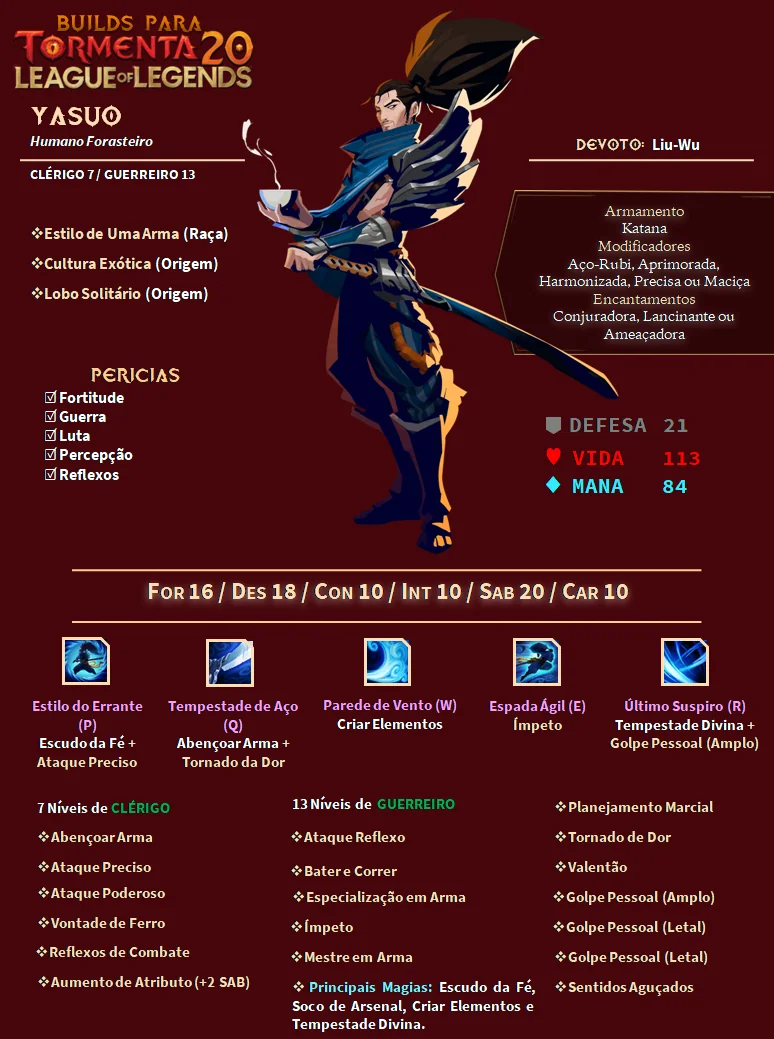 BUILDS PARA
TORMENTA 20
LEAGUE OF LEGENDS
YASUO
Humano Forasteiro
CLÉRIGO 7 / GUERREIRO 13
❖Estilo de Uma Arma (Raça)
❖Cultura Exótica (Origem)
❖Lobo Solitário (Origem)
DEVOTO: Liu-Wu
Armamento
Katana
Modificadores
Aço-Rubi, Aprimorada,
Harmonizada, Precisa ou Maciça
Encantamentos
Conjuradora, Lancinante ou
Ameaçadora
PERICIAS
☑Fortitude
☑Guerra
☑Luta
☑Percepção
☑Reflexos
DEFESA 21
VIDA 113
MANA 84
FOR 16 / DES 18 / CON 10 / INT 10 / SAB 20 / CAR 10
Estilo do Errante
(P)
Escudo da Fé +
Ataque Preciso
Tempestade de Aço
(Q)
Abençoar Arma +
Tornado da Dor
Parede de Vento (W)
Criar Elementos
Espada Ágil (E)
Ímpeto
Último Suspiro (R)
Tempestade Divina +
Golpe Pessoal (Amplo)
7 Níveis de CLÉRIGO
❖Abençoar Arma
❖Ataque Preciso
❖Ataque Poderoso
❖Vontade de Ferro
❖Reflexos de Combate
❖Aumento de Atributo (+2 SAB)
13 Níveis de GUERREIRO
❖Ataque Reflexo
❖Bater e Correr
❖Especialização em Arma
❖Ímpeto
❖Mestre em Arma
❖ Principais Magias: Escudo da Fé,
Soco de Arsenal, Criar Elementos e
Tempestade Divina.
❖Planejamento Marcial
❖Tornado de Dor
❖Valentão
❖Golpe Pessoal (Amplo)
❖Golpe Pessoal (Letal)
❖Golpe Pessoal (Letal)
❖Sentidos Aguçados